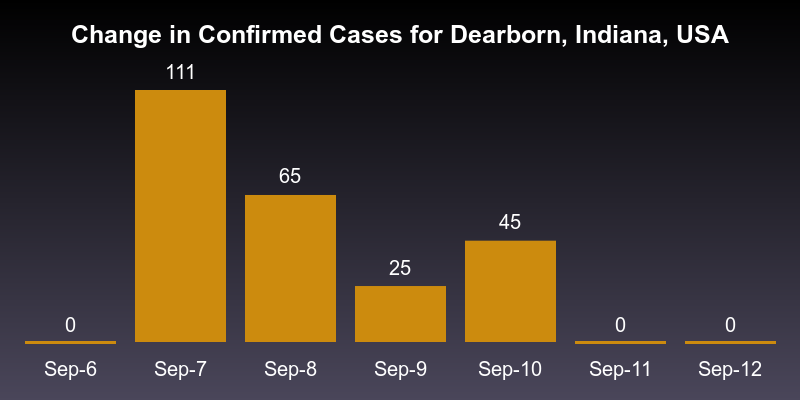 Change in Confirmed Cases for Dearborn, Indiana, USA
111
65
45
25
0
0
0
Sep-6
Sep-7
Sep-8
Sep-9
Sep-10
Sep-11
Sep-12